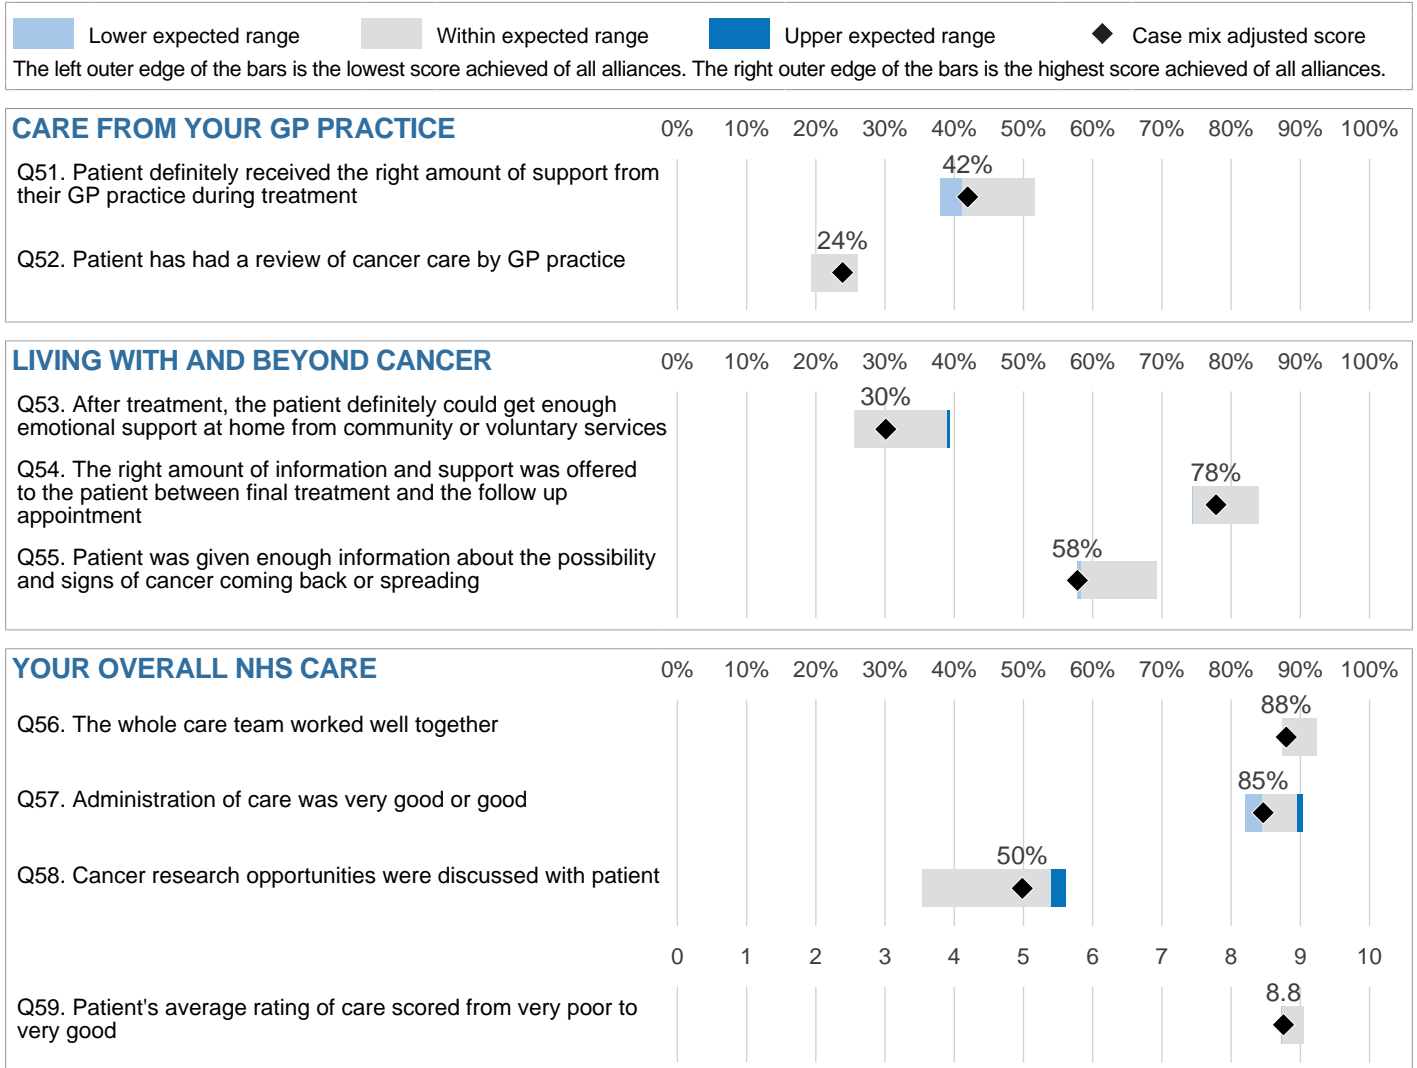 Lower expected range Within expected range Upper expected range Case mix adjusted score
The left outer edge of the bars is the lowest score achieved of all alliances. The right outer edge of the bars is the highest score achieved of all alliances.
CARE FROM YOUR GP PRACTICE 0% 10% 20% 30% 40% 50% 60% 70% 80% 90% 100%
42%
Q51. Patient definitely received the right amount of support from
their GP practice during treatment
24%
Q52. Patient has had a review of cancer care by GP practice
LIVING WITH AND BEYOND CANCER 0% 10% 20% 30% 40% 50% 60% 70% 80% 90% 100%
30%
Q53. After treatment, the patient definitely could get enough
emotional support at home from community or voluntary services
78%
Q54. The right amount of information and support was offered
to the patient between final treatment and the follow up
appointment
58%
Q55. Patient was given enough information about the possibility
and signs of cancer coming back or spreading
YOUR OVERALL NHS CARE 0% 10% 20% 30% 40% 50% 60% 70% 80% 90% 100%
88%
Q56. The whole care team worked well together
85%
Q57. Administration of care was very good or good
50%
Q58. Cancer research opportunities were discussed with patient
0 1 2 3 4 5 6 7 8 9 10
8.8
Q59. Patient's average rating of care scored from very poor to
very good